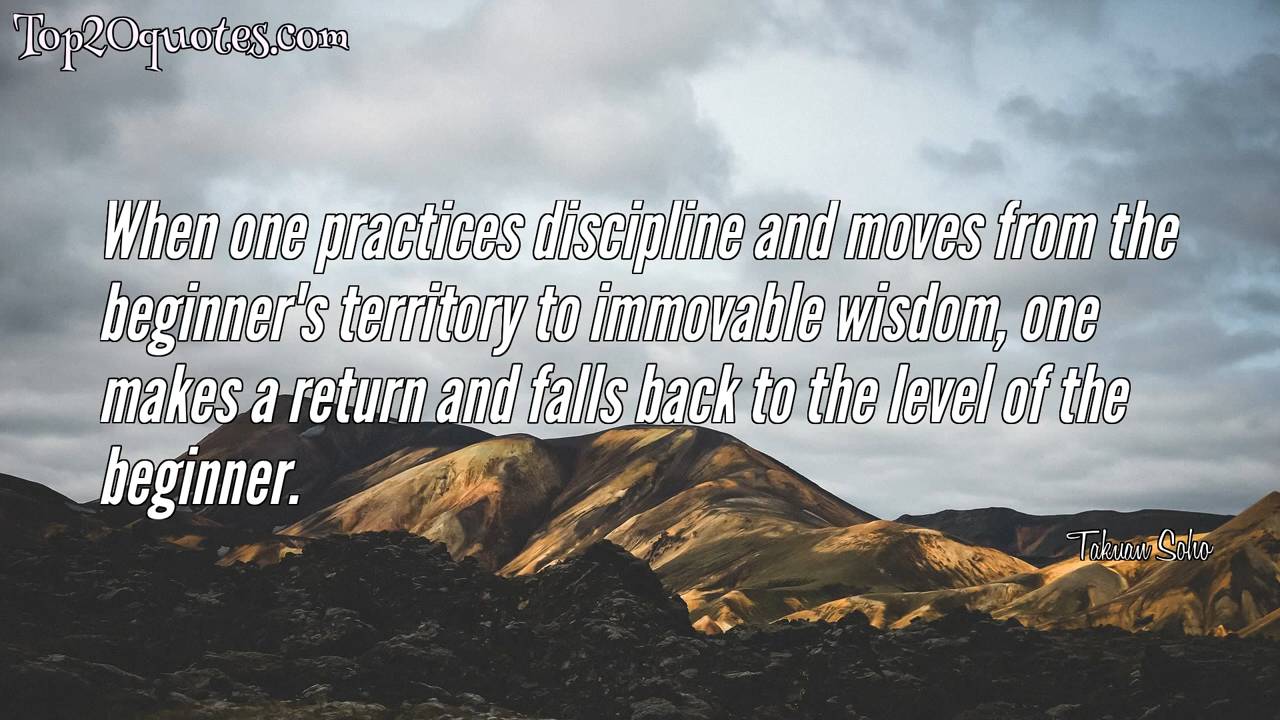 Top20quotes.com
When one practices discipline and moves from the
beginner's territory to immovable wisdom, one
makes a return and falls back to the level of the
beginner.
Takuan Soho